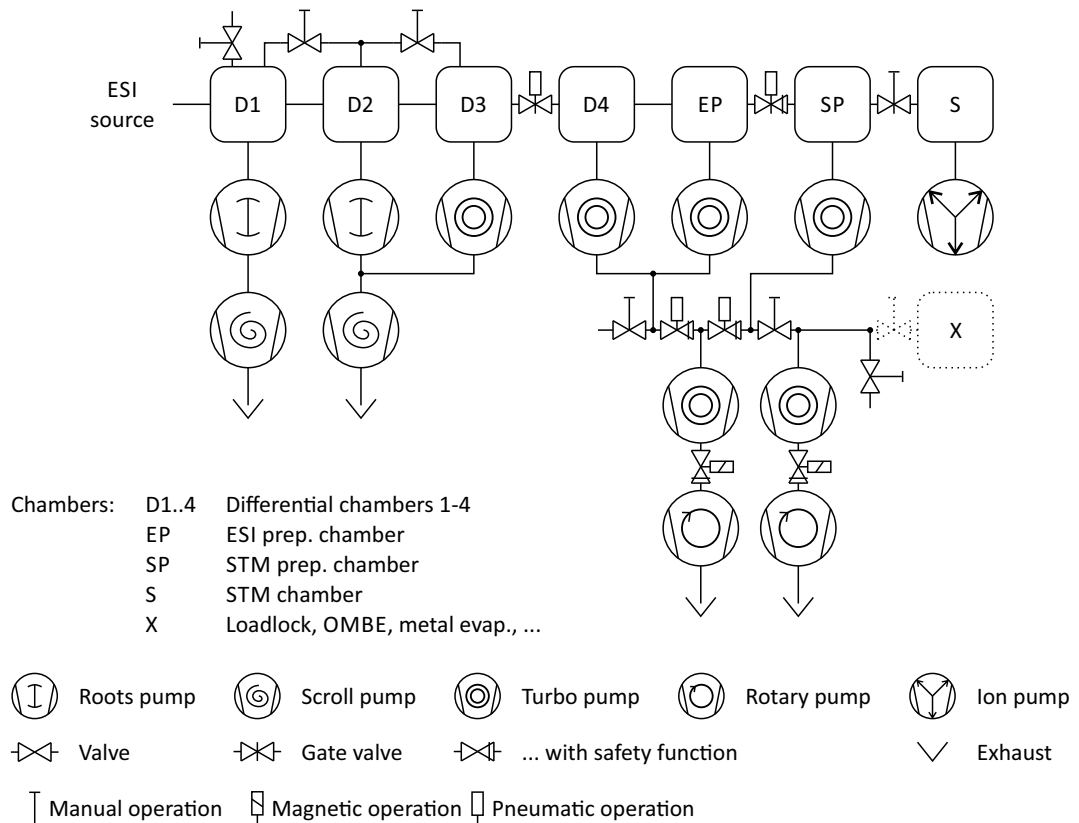 ESI
source
D1
D2
D3
D4
EP
SP
S
X
Chambers: D1..4 Differential chambers 1-4
EP ESI prep. chamber
SP STM prep. chamber
S STM chamber
X Loadlock, OMBE, metal evap., ...
Roots pump Scroll pump Turbo pump Rotary pump Ion pump
Valve Gate valve ... with safety function Exhaust
Manual operation Magnetic operation Pneumatic operation